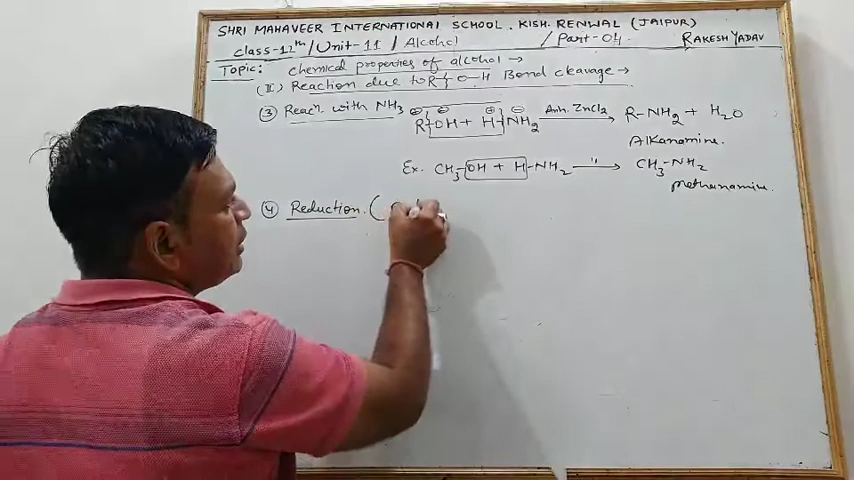 SHRI MAHAVEER INTERNATIONAL SCHOOL. KISH. RENWAL (JAIPUR)
class-12th/Unit-11 / Alcohol / Part-04. RAKESH YADAV
Topic: chemical properties of alcohol →
(II) Reaction due to R-O-H Bond cleavage →
③ Reacn. with NH3 R-OH + H-NH2 Anh. ZnCl2 → R-NH2 + H2O
Alkanamine.
Ex. CH3-OH + H-NH2 —"→ CH3-NH2
Methanamine.
④ Reduction. (